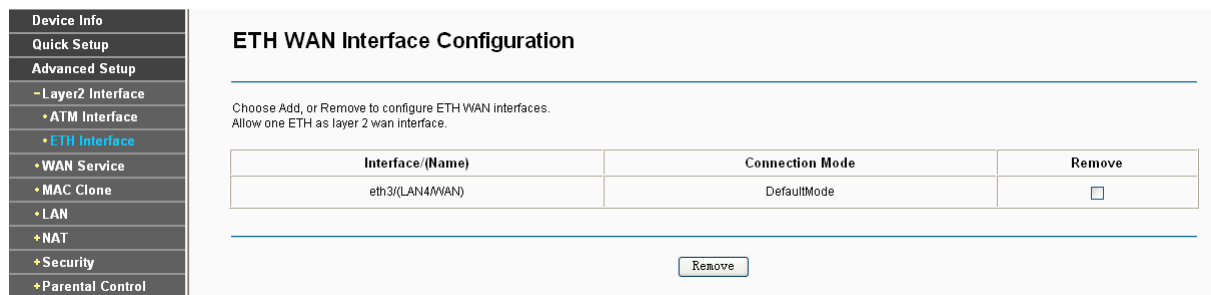 Device Info
Quick Setup
Advanced Setup
-Layer2 Interface
•ATM Interface
•ETH Interface
•WAN Service
•MAC Clone
•LAN
+NAT
+Security
+Parental Control
ETH WAN Interface Configuration
Choose Add, or Remove to configure ETH WAN interfaces.
Allow one ETH as layer 2 wan interface.
Interface/(Name) Connection Mode Remove
eth3/(LAN4/WAN) DefaultMode
Remove